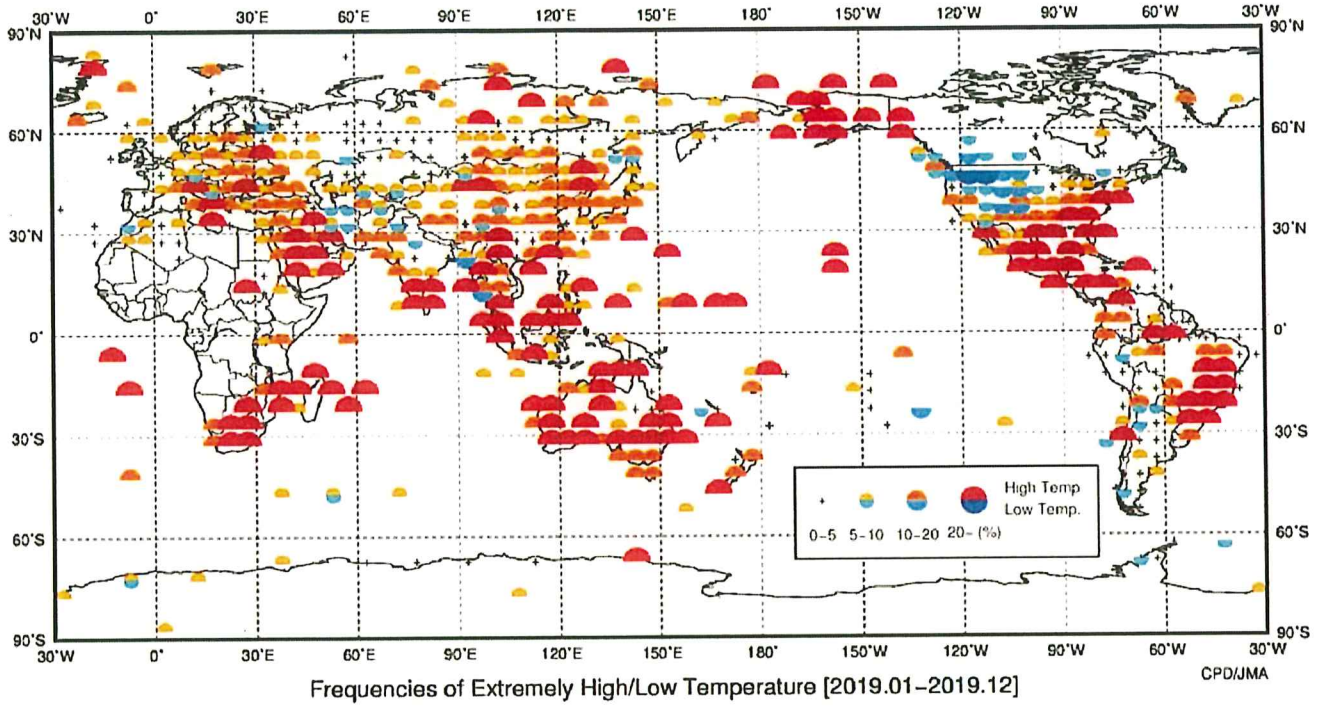 30°W 0° 30°E 60°E 90°E 120°E 150°E 180° 150°W 120°W 90°W 60°W 30°W
90°N 90°N
60°N 60°N
30°N 30°N
0° 0°
30°S 30°S
High Temp
Low Temp.
0-5 5-10 10-20 20- (%)
60°S 60°S
90°S 90°S
30°W 0° 30°E 60°E 90°E 120°E 150°E 180° 150°W 120°W 90°W 60°W 30°W
CPD/JMA
Frequencies of Extremely High/Low Temperature [2019.01-2019.12]